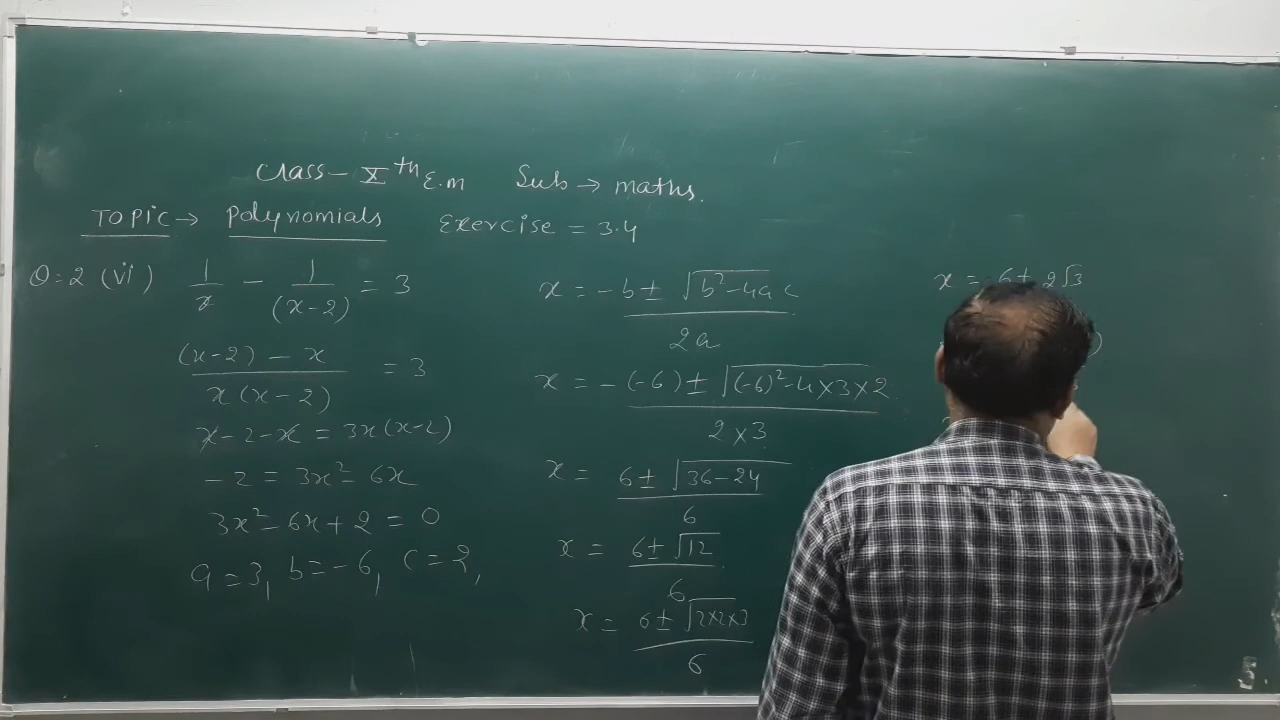 Class - X th E.m Sub → maths.
TOPIC → Polynomials Exercise = 3.4
Q=2 (vi) 1/x - 1/(x-2) = 3
(x-2) - x / x(x-2) = 3
x-2-x = 3x(x-2)
-2 = 3x²-6x
3x²-6x+2 = 0
a=3, b=-6, c=2,
x = -b ± √b²-4ac / 2a
x = -(-6) ± √(-6)²-4×3×2 / 2×3
x = 6 ± √36-24 / 6
x = 6 ± √12 / 6
x = 6 ± √2×2×3 / 6
x = 6 ± 2√3